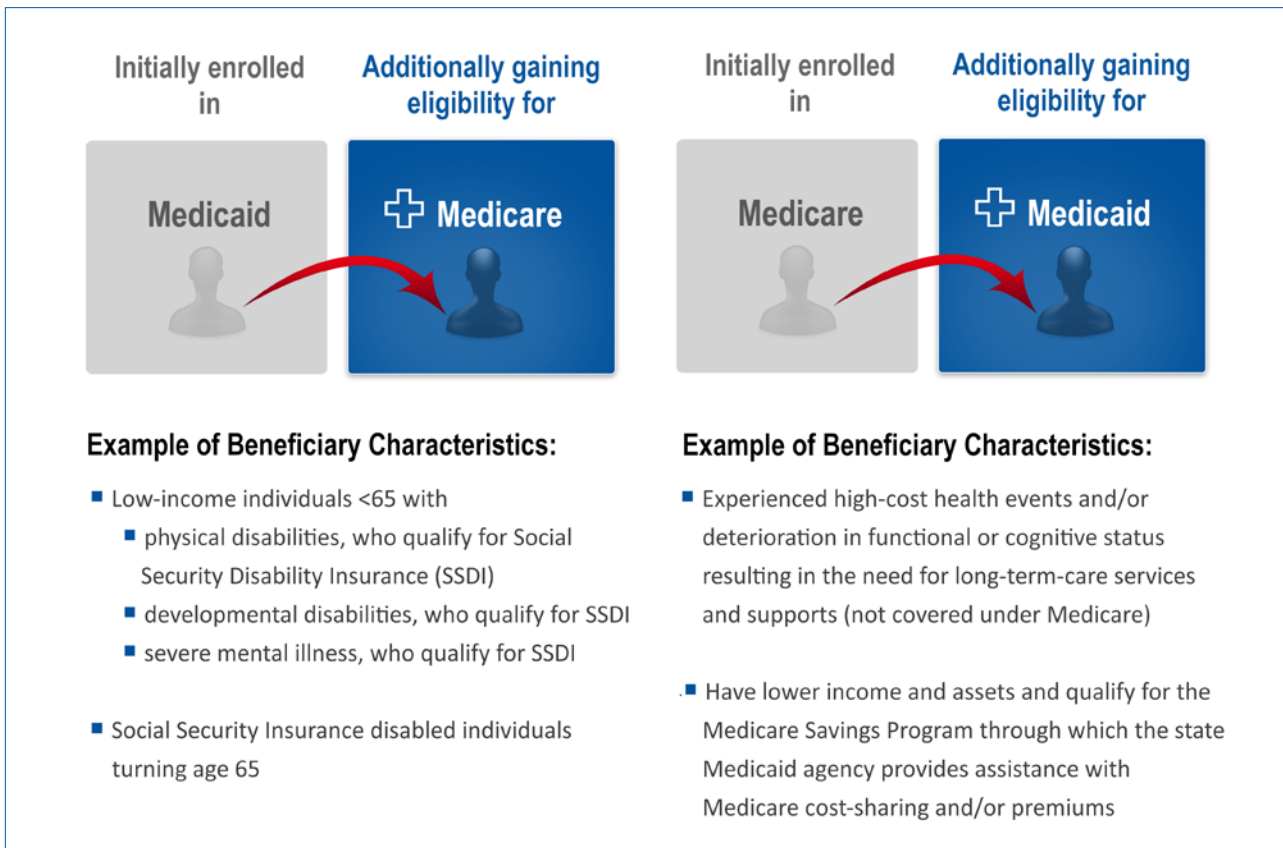 Initially enrolled
in
Additionally gaining
eligibility for
Medicaid
Medicare
Example of Beneficiary Characteristics:
Low-income individuals <65 with
physical disabilities, who qualify for Social
Security Disability Insurance (SSDI)
developmental disabilities, who qualify for SSDI
severe mental illness, who qualify for SSDI
Social Security Insurance disabled individuals
turning age 65
Initially enrolled
in
Additionally gaining
eligibility for
Medicare
Medicaid
Example of Beneficiary Characteristics:
Experienced high-cost health events and/or
deterioration in functional or cognitive status
resulting in the need for long-term-care services
and supports (not covered under Medicare)
Have lower income and assets and qualify for the
Medicare Savings Program through which the state
Medicaid agency provides assistance with
Medicare cost-sharing and/or premiums